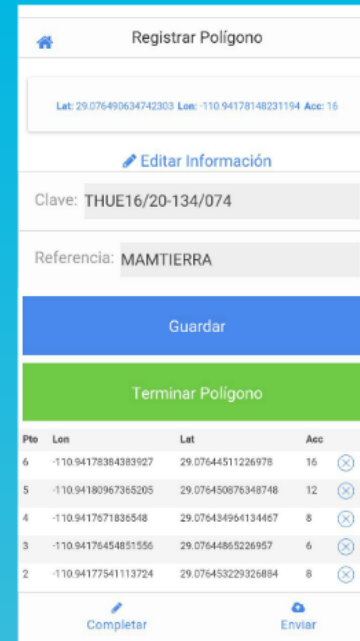 Registrar Polígono
Lat: 29.076490634742303 Lon: -110.94178148231194 Acc: 16
Editar Información
Clave: THUE16/20-134/074
Referencia: MAMTIERRA
Guardar
Terminar Polígono
Pto Lon Lat Acc
6 -110.94178384383927 29.07644511226978 16
5 -110.94180967365205 29.076450876348748 12
4 -110.9417671836548 29.076434964134467 8
3 -110.94176454851556 29.07644865226957 6
2 -110.94177541113724 29.076453229326884 8
Completar Enviar